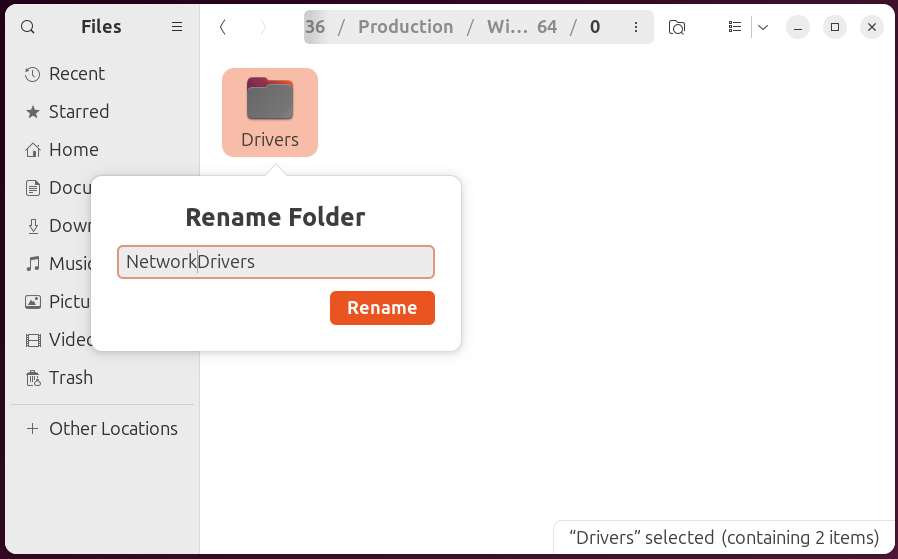 Files
36 / Production / Wi… 64 / 0
Recent
Starred
Home
Docu
Down
Music
Pictu
Video
Trash
Other Locations
Drivers
Rename Folder
NetworkDrivers
Rename
“Drivers” selected (containing 2 items)